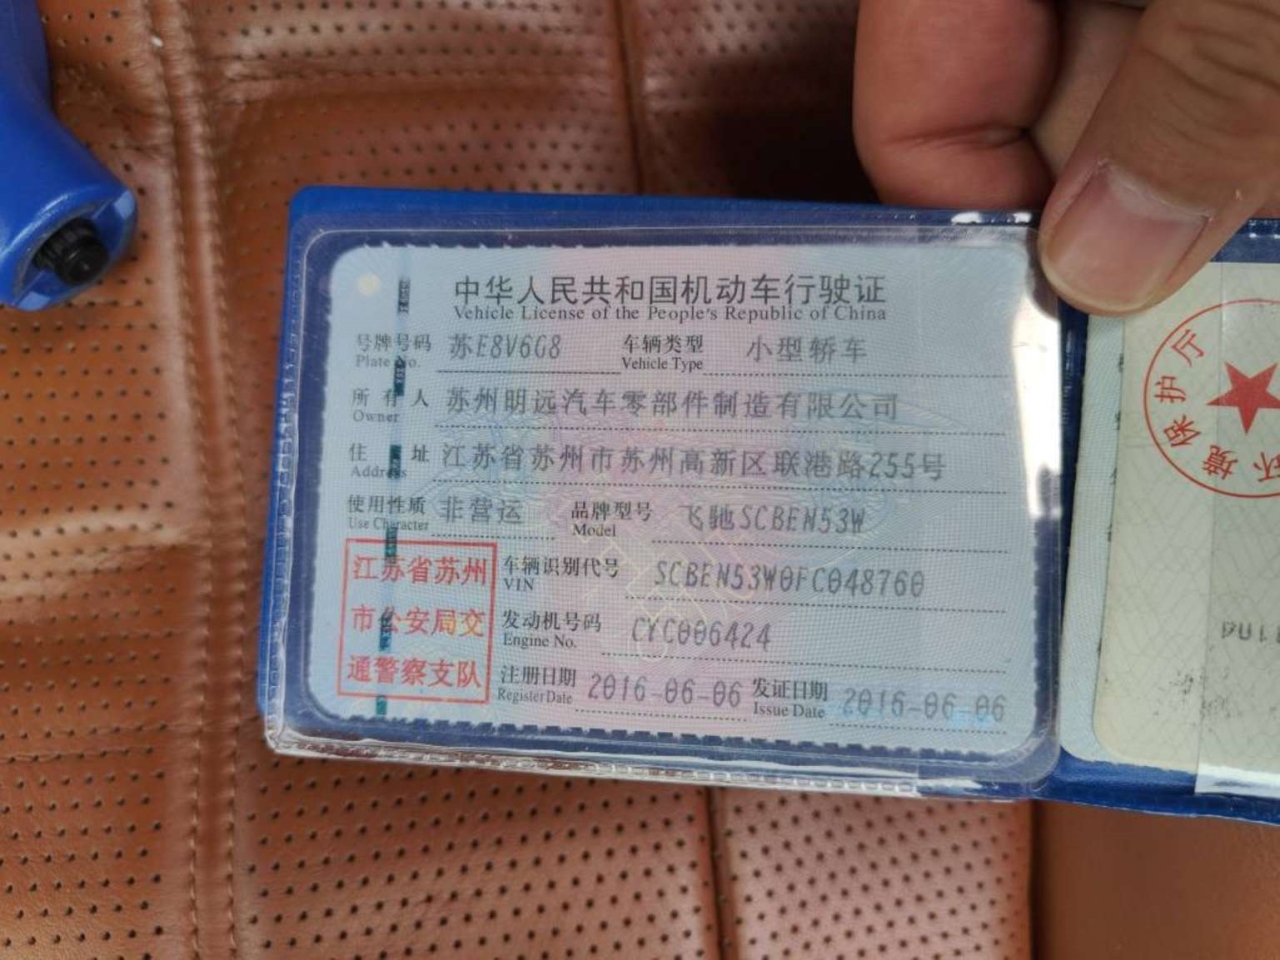 中华人民共和国机动车行驶证
Vehicle License of the People's Republic of China
号牌号码 苏E8V6G8 车辆类型 小型轿车
Plate No. Vehicle Type
所有人 苏州明远汽车零部件制造有限公司
Owner
住址 江苏省苏州市苏州高新区联港路255号
Address
使用性质 非营运 品牌型号 飞驰SCBEN53W
Use Character Model
车辆识别代号 SCBEN53W0FC048760
VIN
发动机号码 CYC006424
Engine No.
注册日期 2016-06-06 发证日期 2016-06-06
Register Date Issue Date
江苏省苏州
市公安局交
通警察支队
环境保护厅